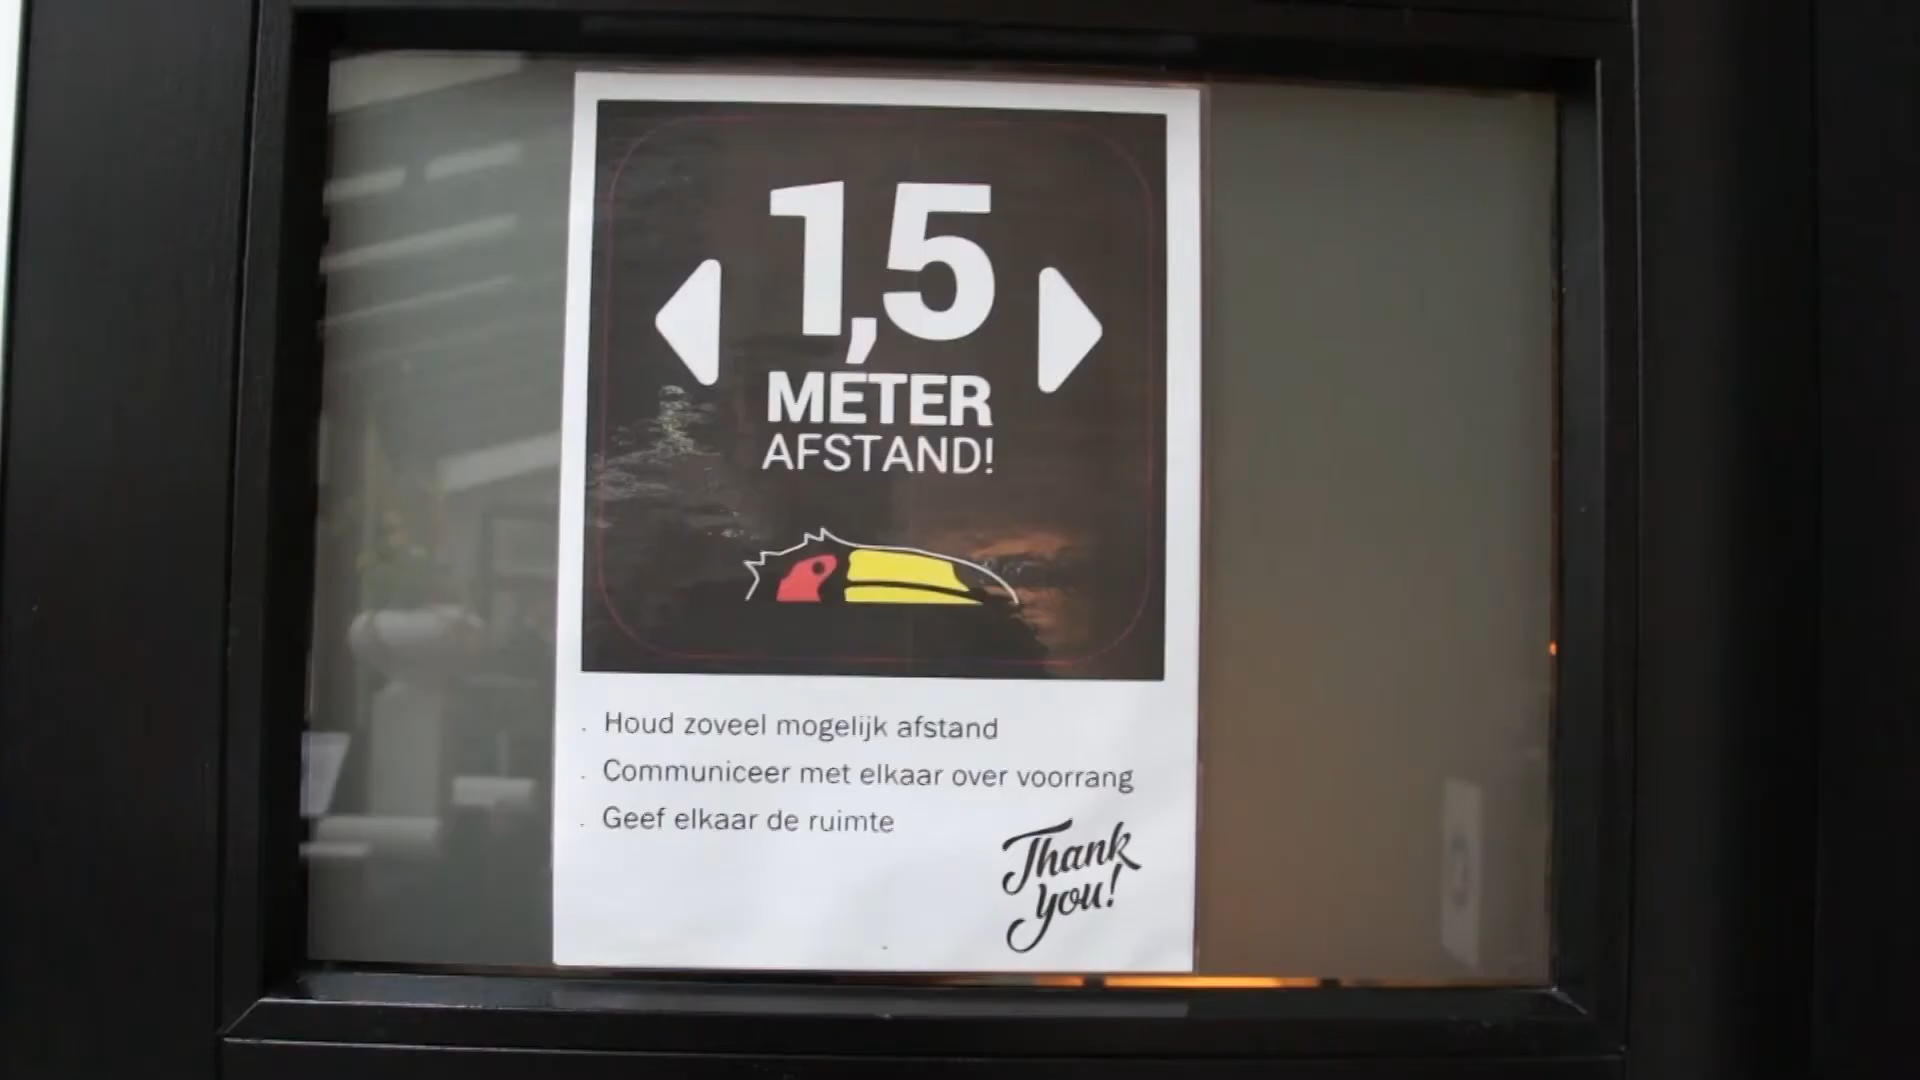 1,5
METER
AFSTAND!
. Houd zoveel mogelijk afstand
. Communiceer met elkaar over voorrang
. Geef elkaar de ruimte
Thank
you!